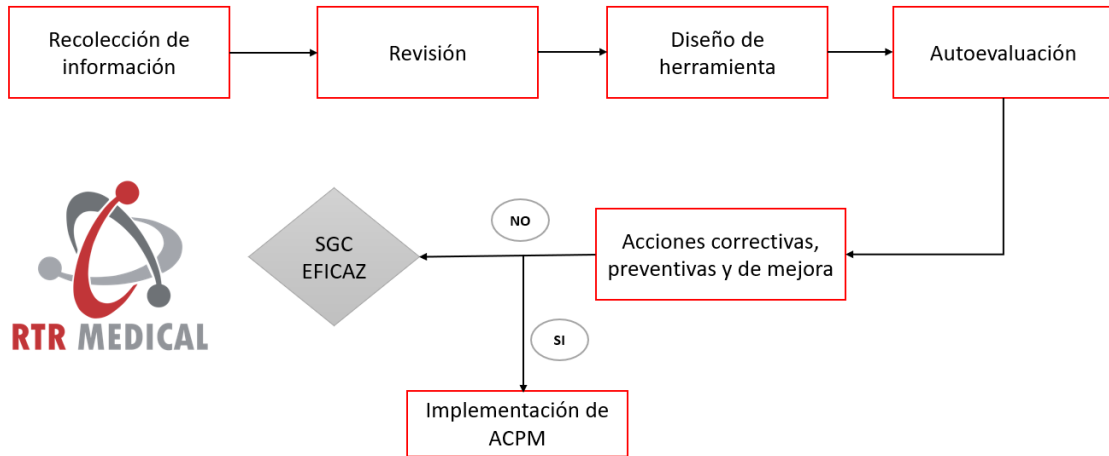 Recolección de
información
Revisión
Diseño de
herramienta
Autoevaluación
SGC
EFICAZ
NO
Acciones correctivas,
preventivas y de mejora
RTR MEDICAL
SI
Implementación de
ACPM